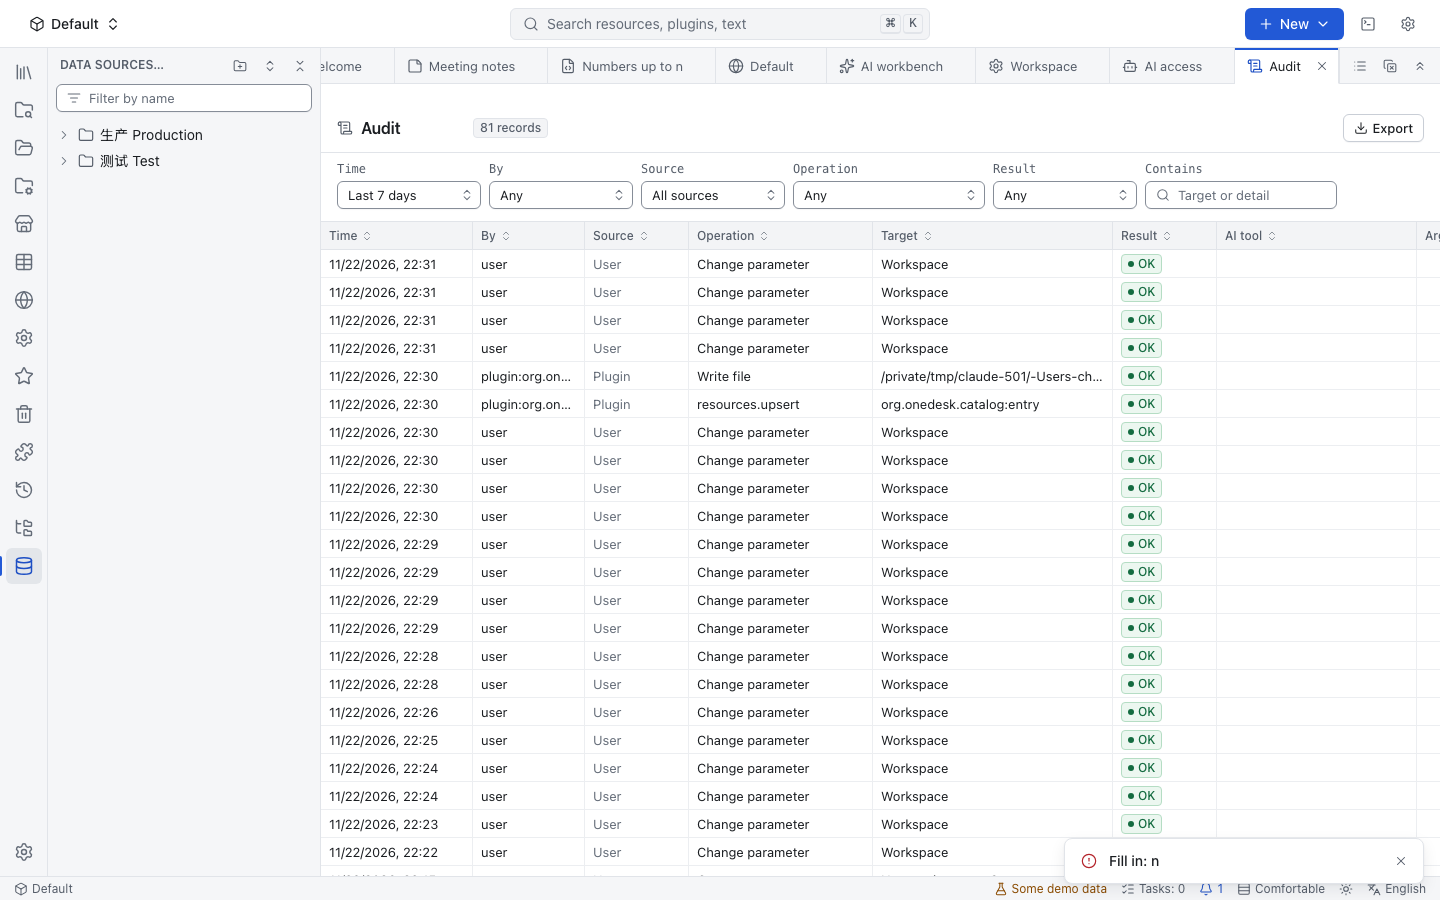 Default
Search resources, plugins, text
⌘ K
New
DATA SOURCES...
elcome
Meeting notes
Numbers up to n
Default
AI workbench
Workspace
AI access
Audit
Filter by name
生产 Production
测试 Test
Audit
81 records
Export
Time By Source Operation Result Contains
Last 7 days Any All sources Any Any Target or detail
Time By Source Operation Target Result AI tool
11/22/2026, 22:31 user User Change parameter Workspace OK
11/22/2026, 22:31 user User Change parameter Workspace OK
11/22/2026, 22:31 user User Change parameter Workspace OK
11/22/2026, 22:31 user User Change parameter Workspace OK
11/22/2026, 22:30 plugin:org.on... Plugin Write file /private/tmp/claude-501/-Users-ch... OK
11/22/2026, 22:30 plugin:org.on... Plugin resources.upsert org.onedesk.catalog:entry OK
11/22/2026, 22:30 user User Change parameter Workspace OK
11/22/2026, 22:30 user User Change parameter Workspace OK
11/22/2026, 22:30 user User Change parameter Workspace OK
11/22/2026, 22:30 user User Change parameter Workspace OK
11/22/2026, 22:29 user User Change parameter Workspace OK
11/22/2026, 22:29 user User Change parameter Workspace OK
11/22/2026, 22:29 user User Change parameter Workspace OK
11/22/2026, 22:29 user User Change parameter Workspace OK
11/22/2026, 22:28 user User Change parameter Workspace OK
11/22/2026, 22:28 user User Change parameter Workspace OK
11/22/2026, 22:26 user User Change parameter Workspace OK
11/22/2026, 22:25 user User Change parameter Workspace OK
11/22/2026, 22:24 user User Change parameter Workspace OK
11/22/2026, 22:24 user User Change parameter Workspace OK
11/22/2026, 22:23 user User Change parameter Workspace OK
11/22/2026, 22:22 user User Change parameter Workspace
Fill in: n
Default
Some demo data
Tasks: 0
1
Comfortable
English